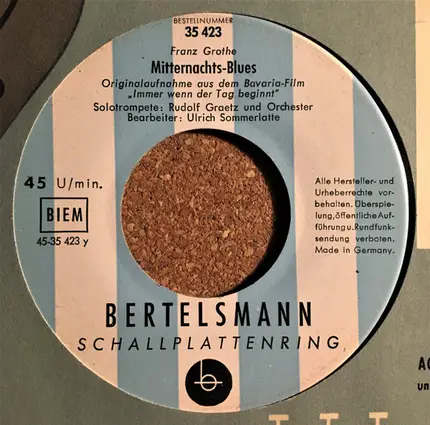 BESTELLNUMMER
35 423
Franz Grothe
Mitternachts-Blues
Originalaufnahme aus dem Bavaria-Film
„Immer wenn der Tag beginnt"
Solotrompete: Rudolf Graetz und Orchester
Bearbeiter: Ulrich Sommerlatte
45 U/min.
BIEM
45-35 423 y
Alle Hersteller- und
Urheberrechte vor-
behalten. Überspie-
lung, öffentliche Auf-
führung u. Rundfunk-
sendung verboten.
Made in Germany.
BERTELSMANN
SCHALLPLATTENRING
b